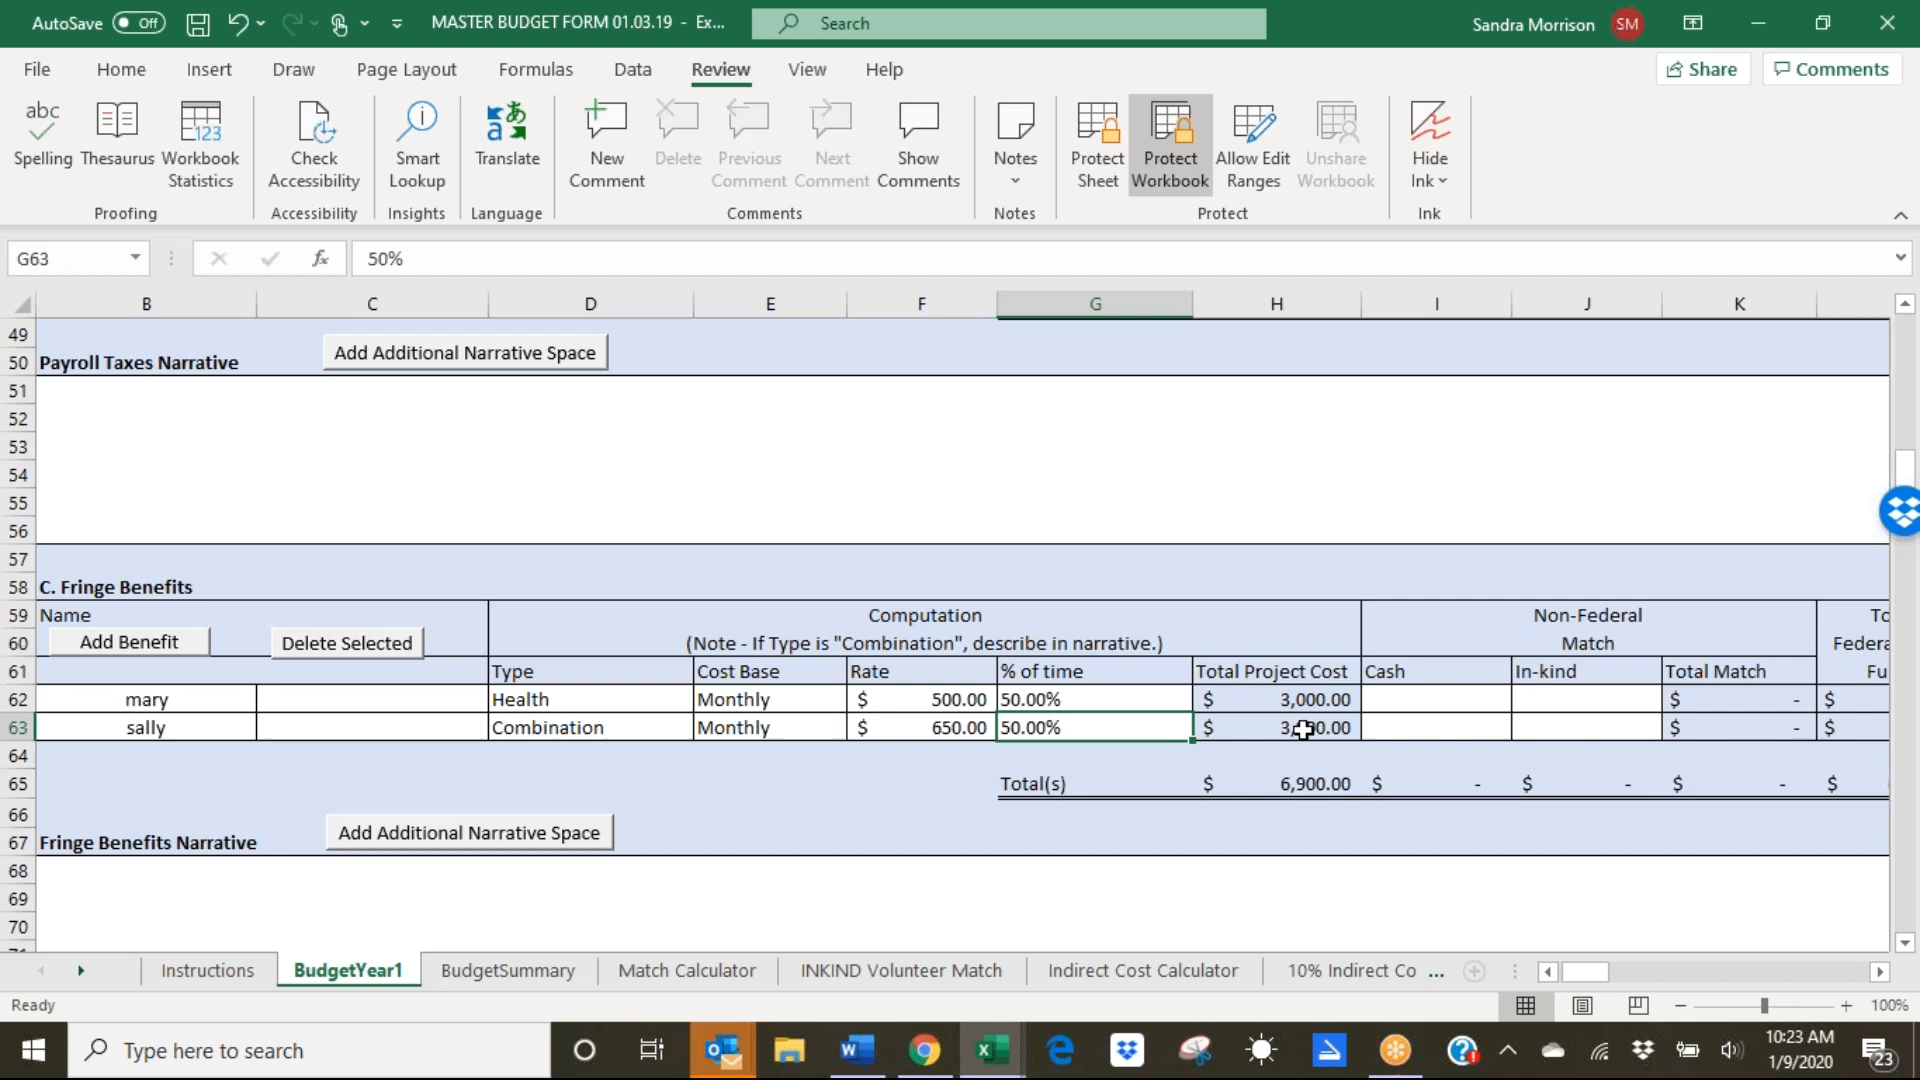 AutoSave Off MASTER BUDGET FORM 01.03.19 - Ex... Search Sandra Morrison SM
File Home Insert Draw Page Layout Formulas Data Review View Help Share Comments
abc 123
Spelling Thesaurus Workbook Statistics Check Accessibility Smart Lookup Translate New Comment Delete Previous Comment Next Comment Show Comments Notes Protect Sheet Protect Workbook Allow Edit Ranges Unshare Workbook Hide Ink
Proofing Accessibility Insights Language Comments Notes Protect Ink
G63 fx 50%
B C D E F G H I J K
49
50 Payroll Taxes Narrative Add Additional Narrative Space
51
52
53
54
55
56
57
58 C. Fringe Benefits
59 Name Computation Non-Federal
60 Add Benefit Delete Selected (Note - If Type is "Combination", describe in narrative.) Match
61 Type Cost Base Rate % of time Total Project Cost Cash In-kind Total Match
62 mary Health Monthly $ 500.00 50.00% $ 3,000.00 $ - $
63 sally Combination Monthly $ 650.00 50.00% $ $ - $
64
65 Total(s) $ 6,900.00 $ - $ - $ - $
66
67 Fringe Benefits Narrative Add Additional Narrative Space
68
69
70
Instructions BudgetYear1 BudgetSummary Match Calculator INKIND Volunteer Match Indirect Cost Calculator 10% Indirect Co ...
Ready 100%
Type here to search 10:23 AM
1/9/2020 23